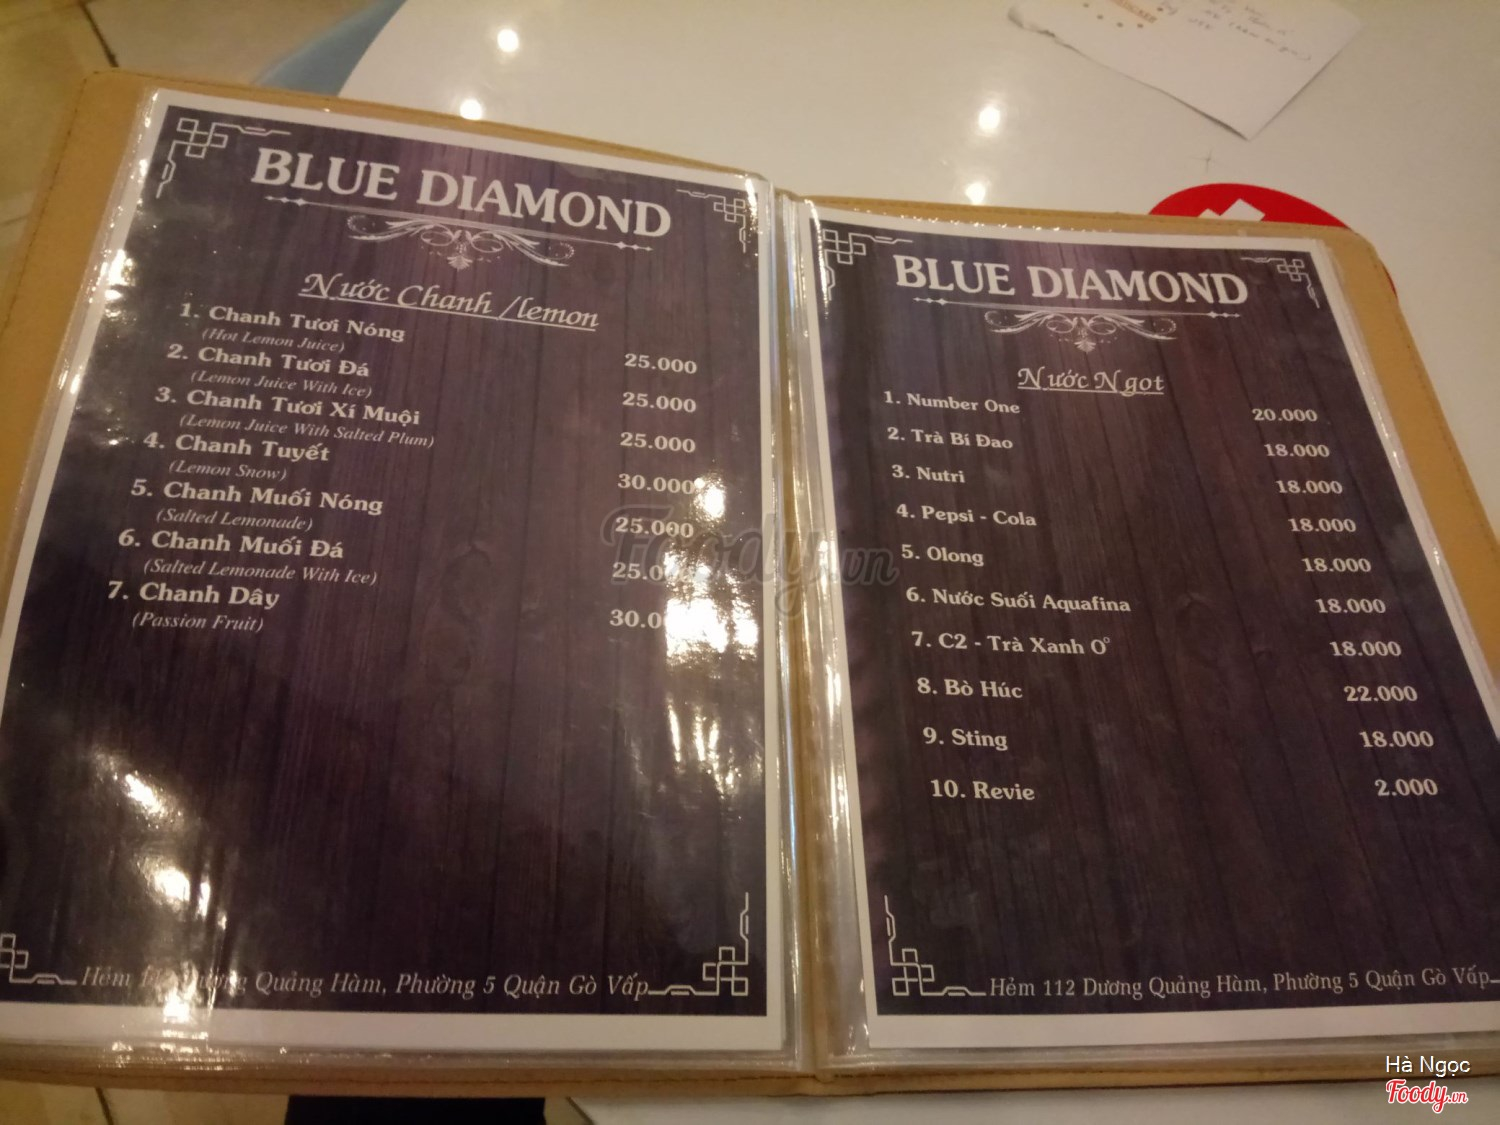 BLUE DIAMOND
Nước Chanh /lemon
1. Chanh Tươi Nóng
(Hot Lemon Juice)
25.000
2. Chanh Tươi Đá
(Lemon Juice With Ice)
25.000
3. Chanh Tươi Xí Muội
(Lemon Juice With Salted Plum)
25.000
4. Chanh Tuyết
(Lemon Snow)
30.000
5. Chanh Muối Nóng
(Salted Lemonade)
25.000
6. Chanh Muối Đá
(Salted Lemonade With Ice)
7. Chanh Dây
(Passion Fruit)
Hẻm Quảng Hàm, Phường 5 Quận Gò Vấp
BLUE DIAMOND
Nước Ngọt
1. Number One 20.000
2. Trà Bí Đao 18.000
3. Nutri 18.000
4. Pepsi - Cola 18.000
5. Olong 18.000
6. Nước Suối Aquafina 18.000
7. C2 - Trà Xanh O° 18.000
8. Bò Húc 22.000
9. Sting 18.000
10. Revie 2.000
Hẻm 112 Dương Quảng Hàm, Phường 5 Quận Gò Vấp
Foody.vn
Hà Ngọc
Foody.vn